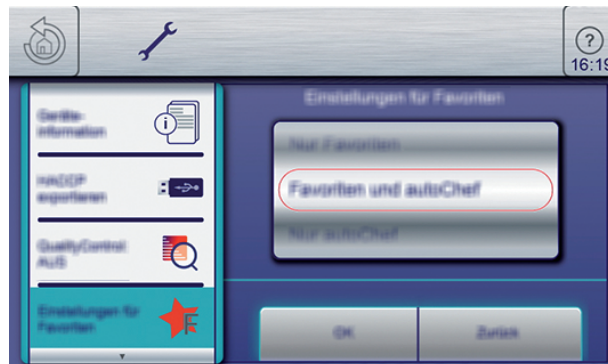 ?
16:19
Geräte-
Information
i
HACCP
exportieren
QualityControl:
AUS
Einstellungen für
Favoriten
F
Einstellungen für Favoriten
Nur Favoriten
Favoriten und autoChef
Nur autoChef
OK
Zurück